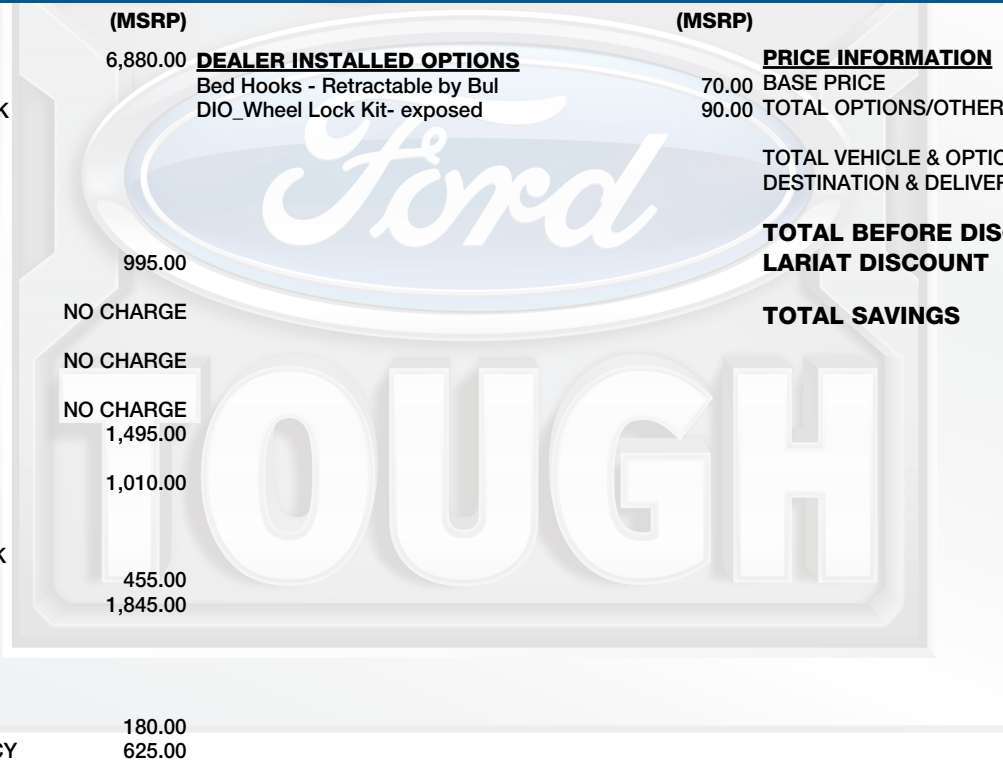 (MSRP) (MSRP)
6,880.00 DEALER INSTALLED OPTIONS PRICE INFORMATION
Bed Hooks - Retractable by Bul 70.00 BASE PRICE
K DIO_Wheel Lock Kit- exposed 90.00 TOTAL OPTIONS/OTHER
TOTAL VEHICLE & OPTIO
DESTINATION & DELIVER
TOTAL BEFORE DISC
995.00 LARIAT DISCOUNT
NO CHARGE TOTAL SAVINGS
NO CHARGE
NO CHARGE
1,495.00
1,010.00
K
455.00
1,845.00
180.00
CY 625.00
Ford
TOUGH